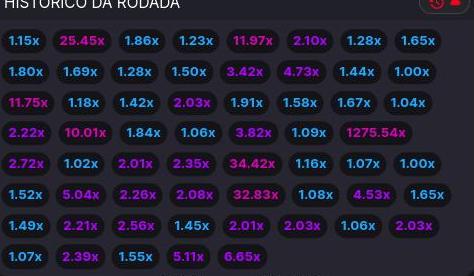 HISTÓRICO DA RODADA
1.15x 25.45x 1.86x 1.23x 11.97x 2.10x 1.28x 1.65x
1.80x 1.69x 1.28x 1.50x 3.42x 4.73x 1.44x 1.00x
11.75x 1.18x 1.42x 2.03x 1.91x 1.58x 1.67x 1.04x
2.22x 10.01x 1.84x 1.06x 3.82x 1.09x 1275.54x
2.72x 1.02x 2.01x 2.35x 34.42x 1.16x 1.07x 1.00x
1.52x 5.04x 2.26x 2.08x 32.83x 1.08x 4.53x 1.65x
1.49x 2.21x 2.56x 1.45x 2.01x 2.03x 1.06x 2.03x
1.07x 2.39x 1.55x 5.11x 6.65x